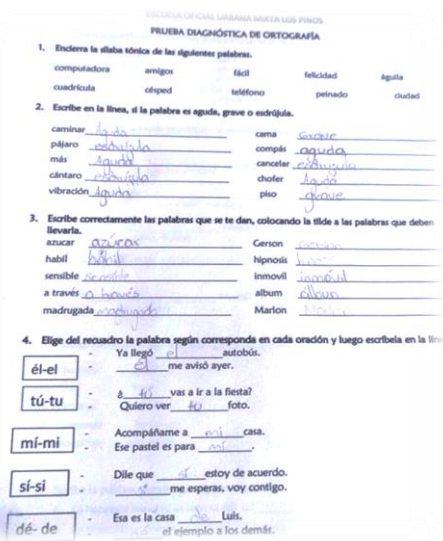 ESCUELA OFICIAL URBANA MIXTA LOS PINOS
PRUEBA DIAGNÓSTICA DE ORTOGRAFÍA
1. Encierra la sílaba tónica de las siguientes palabras.
computadora amigos fácil felicidad águila
cuadrícula césped teléfono peinado ciudad
2. Escribe en la línea, si la palabra es aguda, grave o esdrújula.
caminar Aguda cama Grave
pájaro esdrújula compás aguda
más Aguda cancelar esdrújula
cántaro esdrújula chofer Aguda
vibración Aguda piso grave
3. Escribe correctamente las palabras que se te dan, colocando la tilde a las palabras que deben
llevarla.
azucar azúcar Gerson
habil hábil hipnosis
sensible sensible inmovil inmóvil
a través a través album álbum
madrugada madrugada Marlon
4. Elige del recuadro la palabra según corresponda en cada oración y luego escríbela en la
él-el - Ya llegó el autobús.
- él me avisó ayer.
tú-tu - ¿ tú vas a ir a la fiesta?
- Quiero ver tú foto.
mí-mi - Acompáñame a mi casa.
- Ese pastel es para mí.
sí-si - Dile que sí estoy de acuerdo.
- si me esperas, voy contigo.
dé- de - Esa es la casa de Luis.
- el ejemplo a los demás.